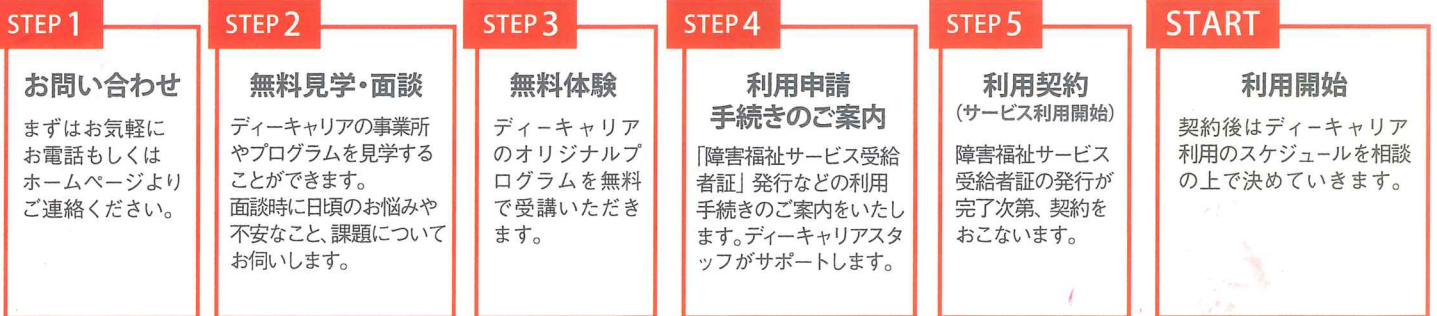 STEP 1
お問い合わせ
まずはお気軽に
お電話もしくは
ホームページより
ご連絡ください。
STEP 2
無料見学・面談
ディーキャリアの事業所
やプログラムを見学する
ことができます。
面談時に日頃のお悩みや
不安なこと、課題について
お伺いします。
STEP 3
無料体験
ディーキャリア
のオリジナルプ
ログラムを無料
で受講いただき
ます。
STEP 4
利用申請
手続きのご案内
「障害福祉サービス受給
者証」発行などの利用
手続きのご案内をいたし
ます。ディーキャリアスタ
ッフがサポートします。
STEP 5
利用契約
(サービス利用開始)
障害福祉サービス
受給者証の発行が
完了次第、契約を
おこないます。
START
利用開始
契約後はディーキャリア
利用のスケジュールを相談
の上で決めていきます。